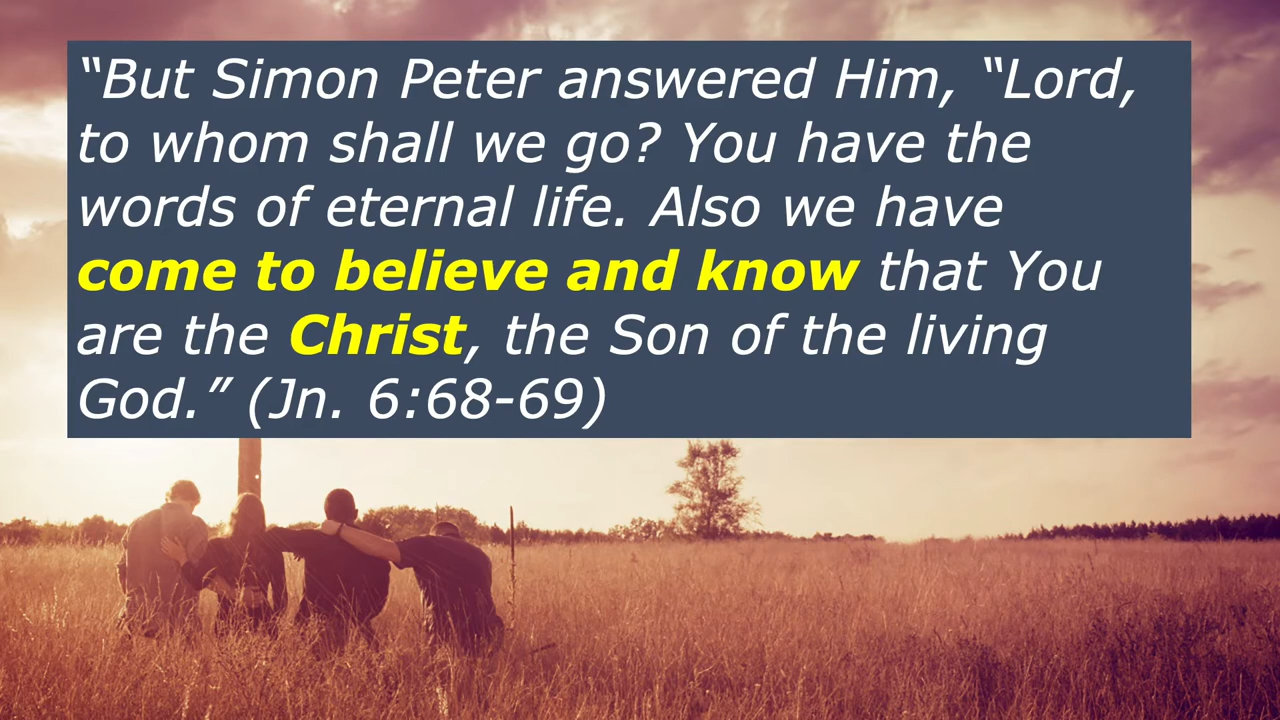 “But Simon Peter answered Him, “Lord,
to whom shall we go? You have the
words of eternal life. Also we have
come to believe and know that You
are the Christ, the Son of the living
God.” (Jn. 6:68-69)